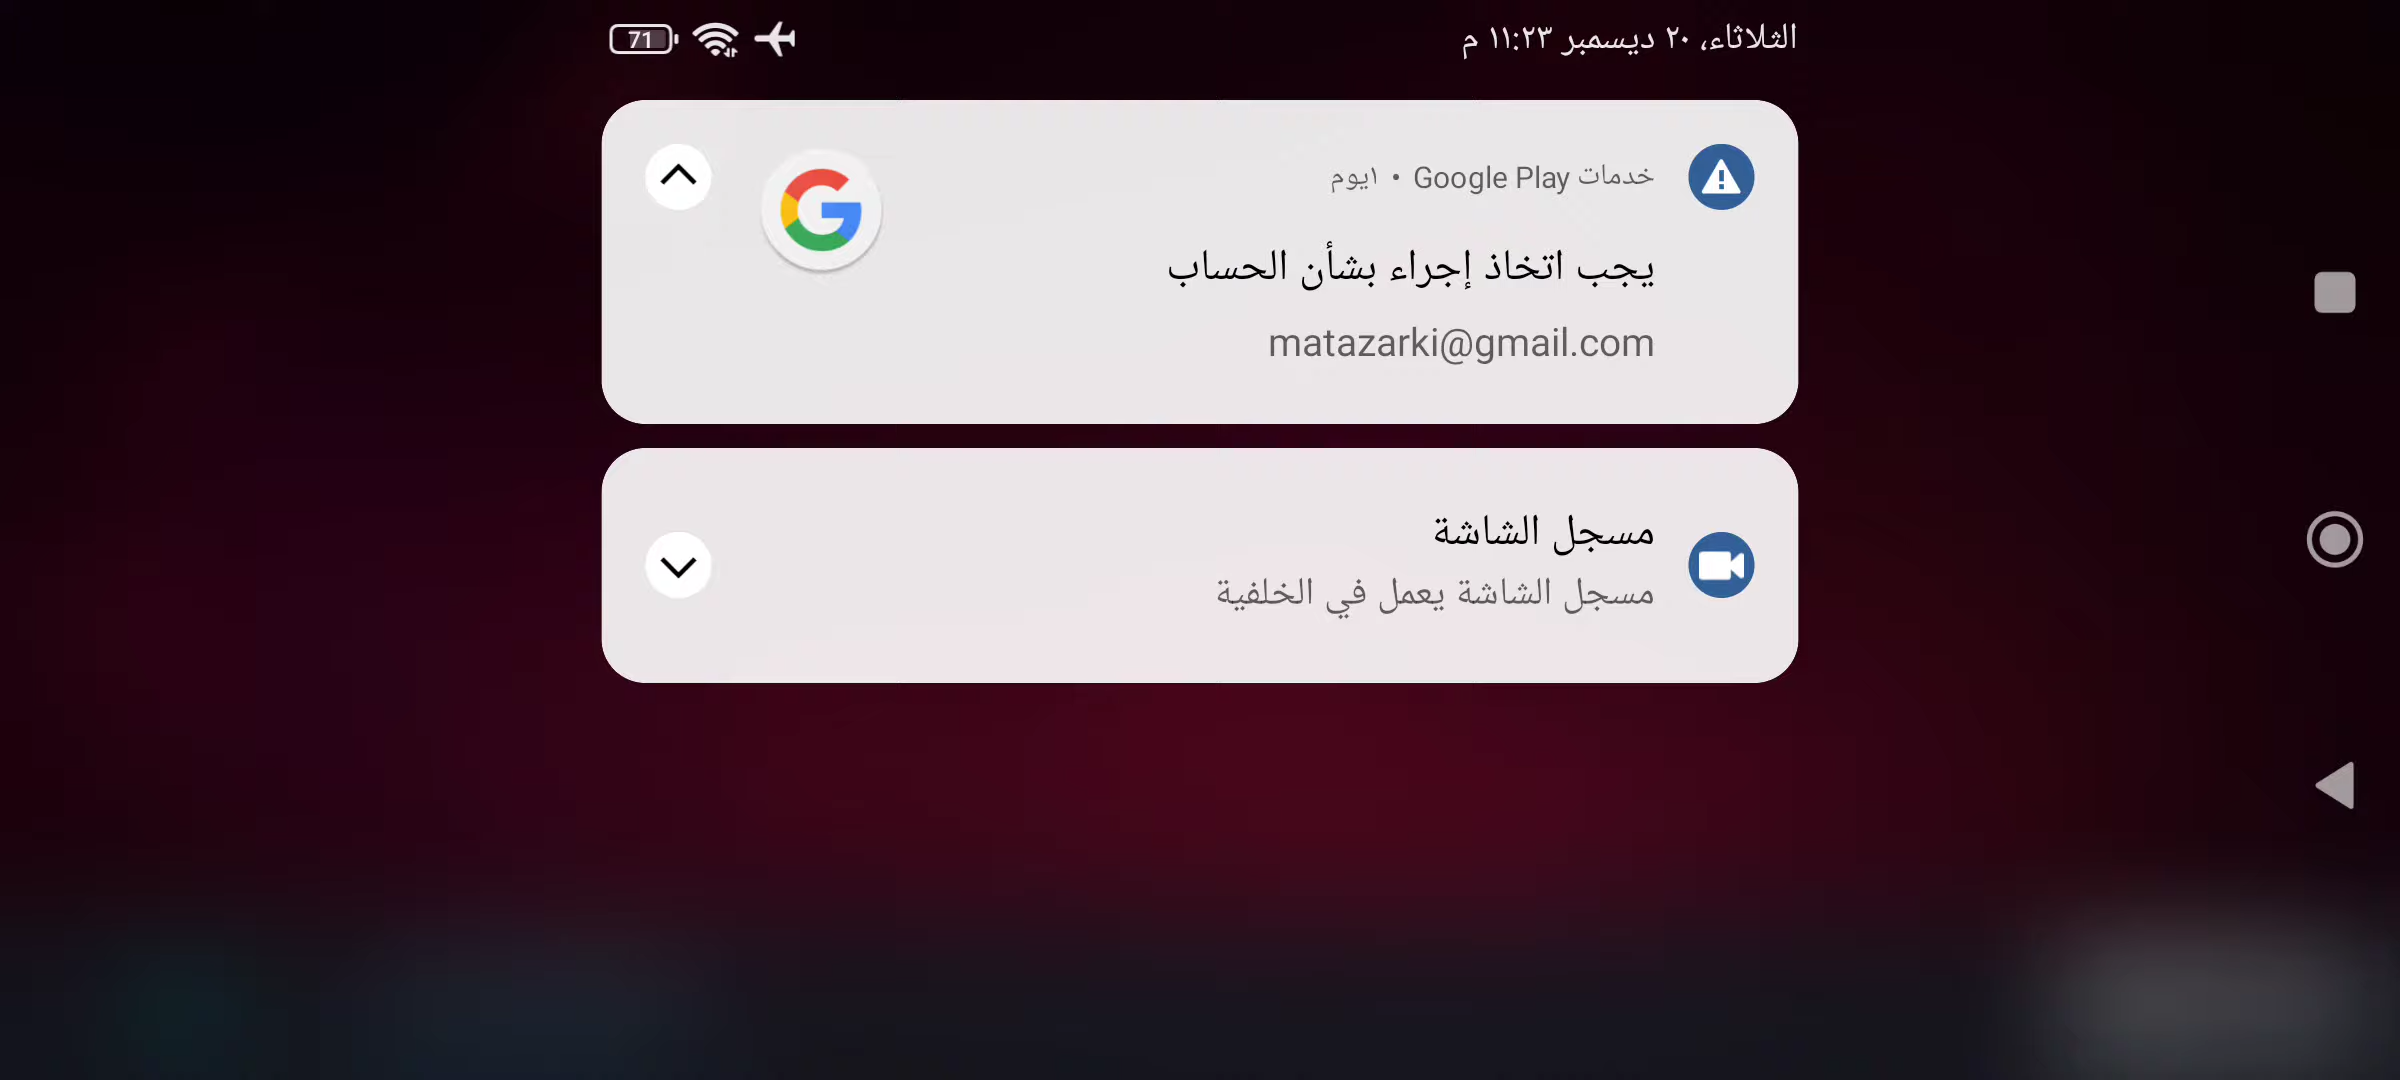 الثلاثاء، ٢٠ ديسمبر ١١:٢٣ م
71
خدمات Google Play • ١يوم
يجب اتخاذ إجراء بشأن الحساب
matazarki@gmail.com
مسجل الشاشة
مسجل الشاشة يعمل في الخلفية